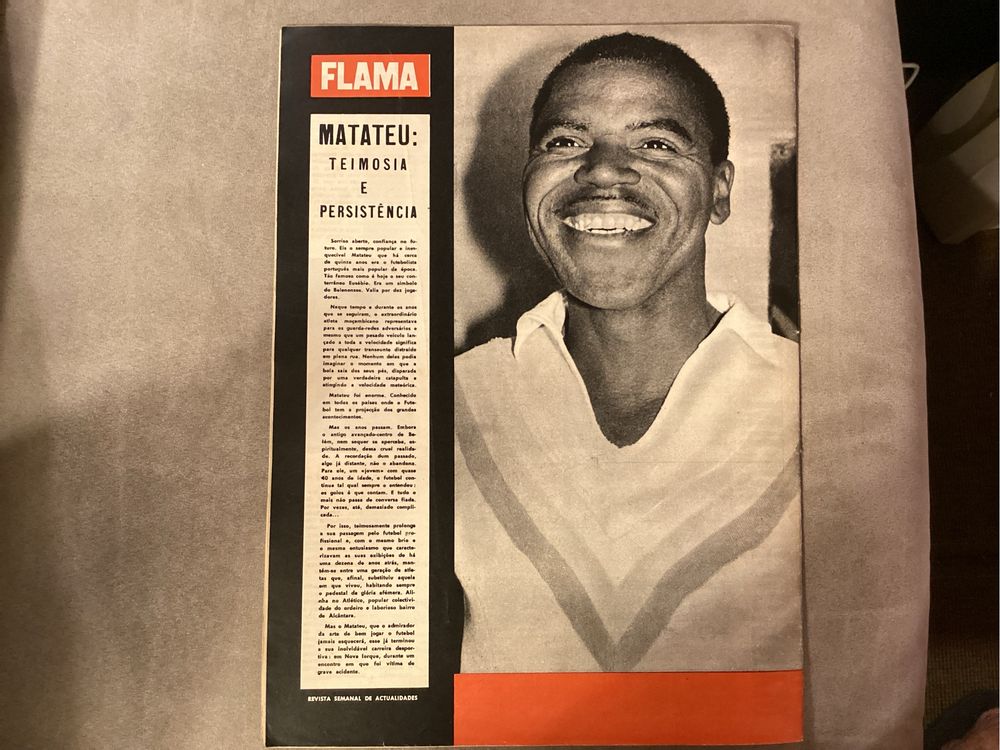 FLAMA
MATATEU:
TEIMOSIA
E
PERSISTÊNCIA
Sorriso aberto, confiança no fu-
turo. Eis o sempre popular e ines-
quecível Matateu que há cerca
de quinze anos era o futebolista
português mais popular da época.
Tão famoso como é hoje o seu con-
terrâneo Eusébio. Era um símbolo
do Belenenses. Valia por dez joga-
dores.
Naque tempo e durante os anos
que se seguiram, o extraordinário
atleta moçambicano representava
para os guarda-redes adversários o
mesmo que um pesado veículo lan-
çado a toda a velocidade significa
para qualquer transeunte distraído
em plena rua. Nenhum deles podia
imaginar o momento em que a
bola saía dos seus pés, disparada
por uma verdadeira catapulta e
atingindo a velocidade meteórica.
Matateu foi enorme. Conhecido
em todos os países onde o Fute-
bol tem a projecção dos grandes
acontecimentos.
Mas os anos passam. Embora
o antigo avançado-centro de Be-
lém, nem sequer se aperceba, es-
piritualmente, dessa cruel realida-
de. A recordação dum passado,
algo já distante, não o abandona.
Para ele, um «jovem» com quase
40 anos de idade, o futebol con-
tinua tal qual sempre o entendeu:
os golos é que contam. E tudo o
mais não passa de conversa fiada.
Por vezes, até, demasiado compli-
cada...
Por isso, teimosamente prolonga
a sua passagem pelo futebol pro-
fissional e, com o mesmo brio e
o mesmo entusiasmo que caracte-
rizavam as suas exibições de há
uma dezena de anos atrás, man-
têm-se entre uma geração de atle-
tas que, afinal, substituiu aquela
em que viveu, habitando sempre
o pedestal da glória efémera. Ali-
nha no Atlético, popular colectivi-
dade do ordeiro e laborioso bairro
de Alcântara.
Mas o Matateu, que o admirador
da arte de bem jogar o futebol
jamais esquecerá, esse já terminou
a sua inolvidável carreira despor-
tiva: em Nova Iorque, durante um
encontro em que foi vítima de
grave acidente.
REVISTA SEMANAL DE ACTUALIDADES